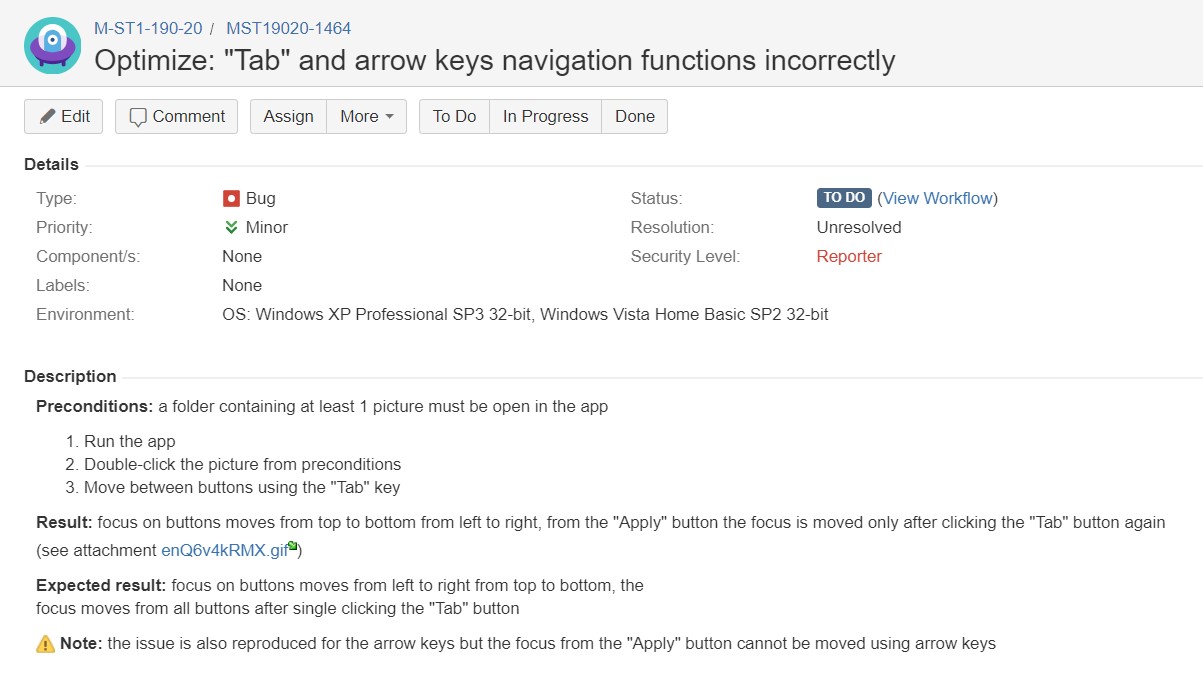 M-ST1-190-20 / MST19020-1464
Optimize: "Tab" and arrow keys navigation functions incorrectly
Edit Comment Assign More To Do In Progress Done
Details
Type: Bug Status: TO DO (View Workflow)
Priority: Minor Resolution: Unresolved
Component/s: None Security Level: Reporter
Labels: None
Environment: OS: Windows XP Professional SP3 32-bit, Windows Vista Home Basic SP2 32-bit
Description
Preconditions: a folder containing at least 1 picture must be open in the app
1. Run the app
2. Double-click the picture from preconditions
3. Move between buttons using the "Tab" key
Result: focus on buttons moves from top to bottom from left to right, from the "Apply" button the focus is moved only after clicking the "Tab" button again
(see attachment enQ6v4kRMX.gif)
Expected result: focus on buttons moves from left to right from top to bottom, the
focus moves from all buttons after single clicking the "Tab" button
Note: the issue is also reproduced for the arrow keys but the focus from the "Apply" button cannot be moved using arrow keys